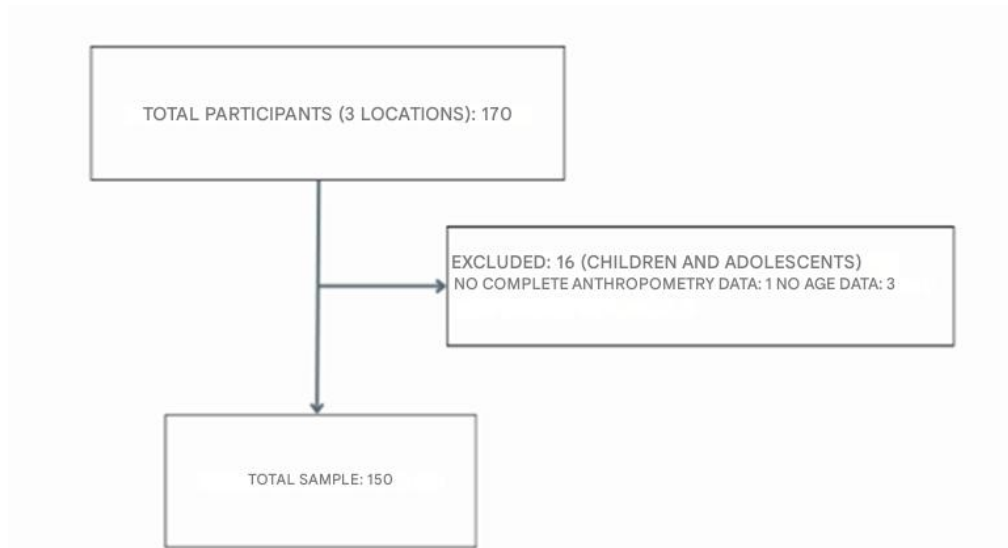 TOTAL PARTICIPANTS (3 LOCATIONS): 170
EXCLUDED: 16 (CHILDREN AND ADOLESCENTS)
NO COMPLETE ANTHROPOMETRY DATA: 1 NO AGE DATA: 3
TOTAL SAMPLE: 150